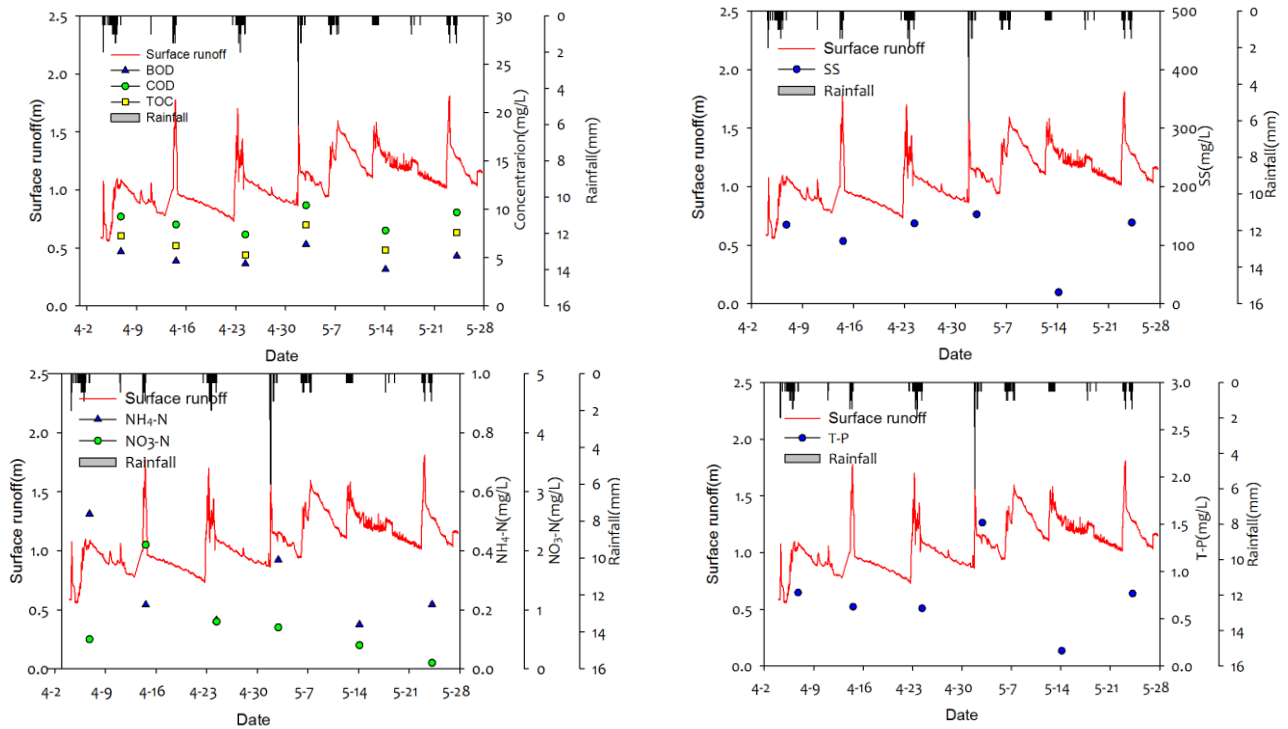 2.5
2.0
1.5
1.0
0.5
0.0
Surface runoff(m)
Surface runoff
BOD
COD
TOC
Rainfall
30
25
20
15
10
5
0
Concentrarion(mg/L)
0
2
4
6
8
10
12
14
16
Rainfall(mm)
4-2 4-9 4-16 4-23 4-30 5-7 5-14 5-21 5-28
Date
2.5
2.0
1.5
1.0
0.5
0.0
Surface runoff(m)
Surface runoff
SS
Rainfall
500
400
300
200
100
0
SS(mg/L)
0
2
4
6
8
10
12
14
16
Rainfall(mm)
4-2 4-9 4-16 4-23 4-30 5-7 5-14 5-21 5-28
Date
2.5
2.0
1.5
1.0
0.5
0.0
Surface runoff(m)
Surface runoff
NH4-N
NO3-N
Rainfall
1.0
0.8
0.6
0.4
0.2
0.0
NH4-N(mg/L)
5
4
3
2
1
0
NO3-N(mg/L)
0
2
4
6
8
10
12
14
16
Rainfall(mm)
4-2 4-9 4-16 4-23 4-30 5-7 5-14 5-21 5-28
Date
2.5
2.0
1.5
1.0
0.5
0.0
Surface runoff(m)
Surface runoff
T-P
Rainfall
3.0
2.5
2.0
1.5
1.0
0.5
0.0
T-P(mg/L)
0
2
4
6
8
10
12
14
16
Rainfall(mm)
4-2 4-9 4-16 4-23 4-30 5-7 5-14 5-21 5-28
Date